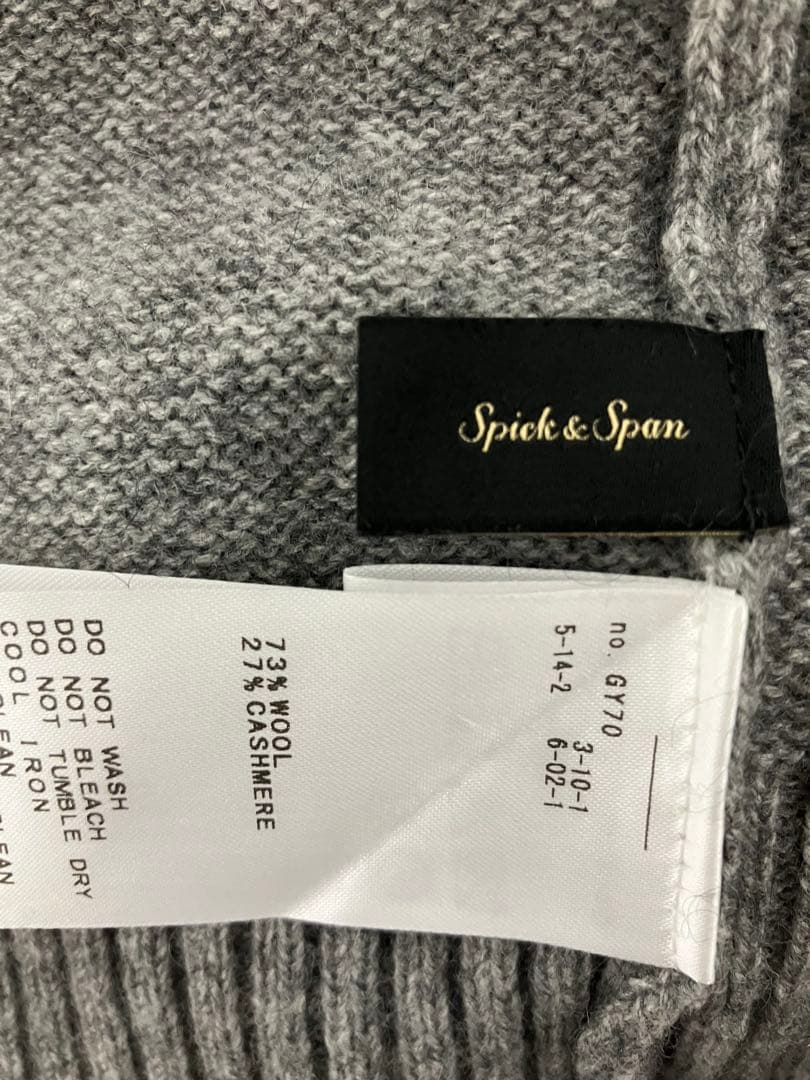 Spick & Span
no. GY70
3-10-1
5-14-2 6-02-1
73% WOOL
27% CASHMERE
DO NOT WASH
DO NOT BLEACH
DO NOT TUMBLE DRY
COOL IRON